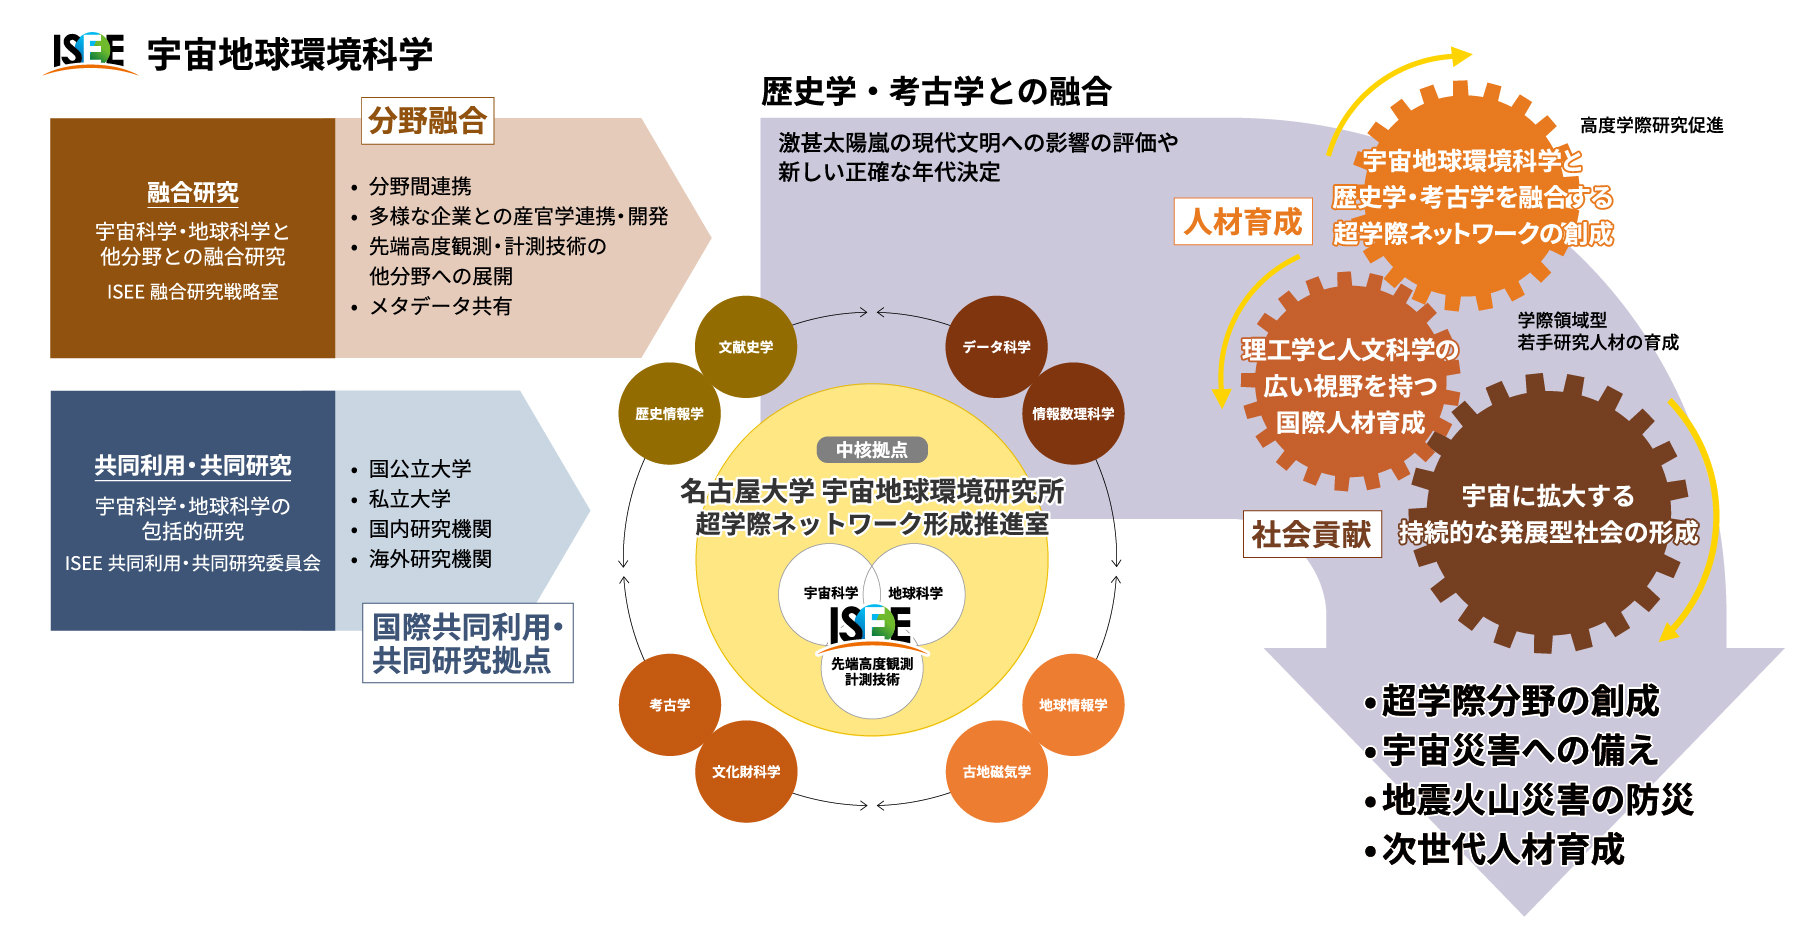 ISEE 宇宙地球環境科学
分野融合
融合研究
宇宙科学・地球科学と
他分野との融合研究
ISEE 融合研究戦略室
• 分野間連携
• 多様な企業との産官学連携・開発
• 先端高度観測・計測技術の
他分野への展開
• メタデータ共有
共同利用・共同研究
宇宙科学・地球科学の
包括的研究
ISEE 共同利用・共同研究委員会
• 国公立大学
• 私立大学
• 国内研究機関
• 海外研究機関
国際共同利用・
共同研究拠点
歴史学・考古学との融合
激甚太陽嵐の現代文明への影響の評価や
新しい正確な年代決定
文献史学
歴史情報学
データ科学
情報数理科学
中核拠点
名古屋大学 宇宙地球環境研究所
超学際ネットワーク形成推進室
宇宙科学
地球科学
ISEE
先端高度観測
計測技術
考古学
文化財科学
地球情報学
古地磁気学
高度学際研究促進
宇宙地球環境科学と
歴史学・考古学を融合する
超学際ネットワークの創成
人材育成
学際領域型
若手研究人材の育成
理工学と人文科学の
広い視野を持つ
国際人材育成
社会貢献
宇宙に拡大する
持続的な発展型社会の形成
•超学際分野の創成
•宇宙災害への備え
•地震火山災害の防災
•次世代人材育成